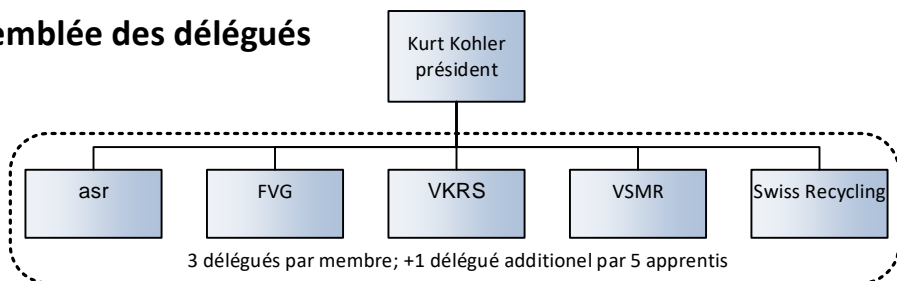 emblée des délégués
Kurt Kohler
président
asr
FVG
VKRS
VSMR
Swiss Recycling
3 délégués par membre; +1 délégué additionel par 5 apprentis